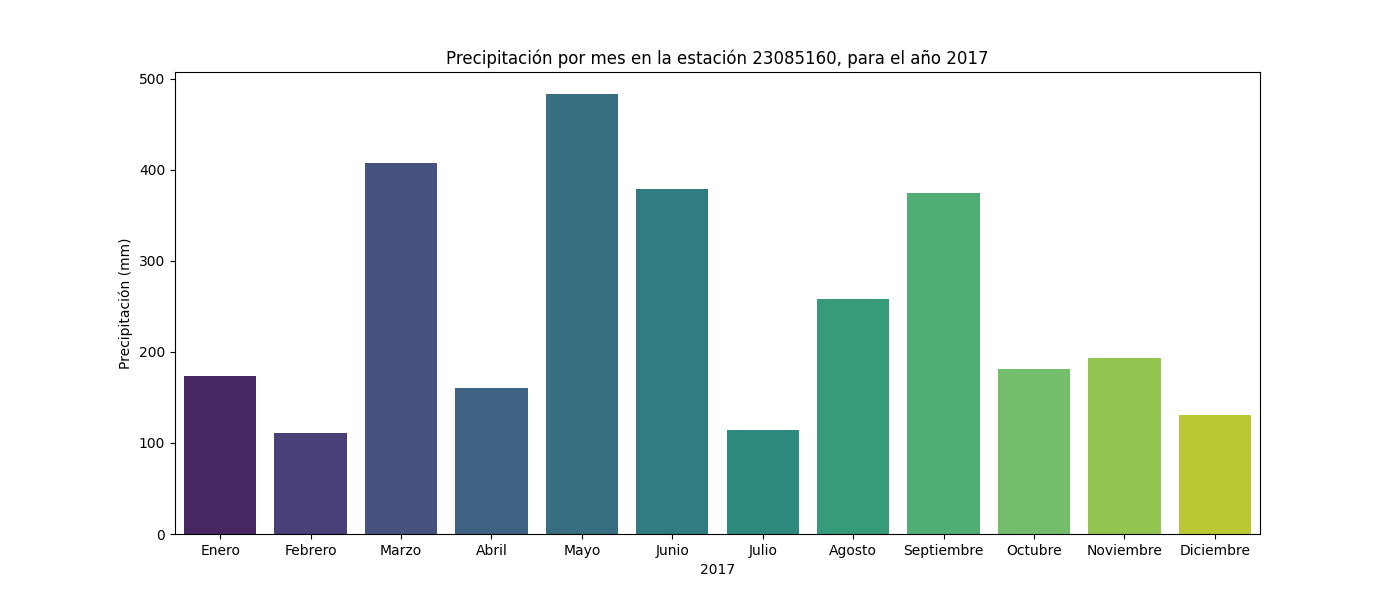 Precipitación por mes en la estación 23085160, para el año 2017
500
400
300
200
100
0
Precipitación (mm)
Enero Febrero Marzo Abril Mayo Junio Julio Agosto Septiembre Octubre Noviembre Diciembre
2017